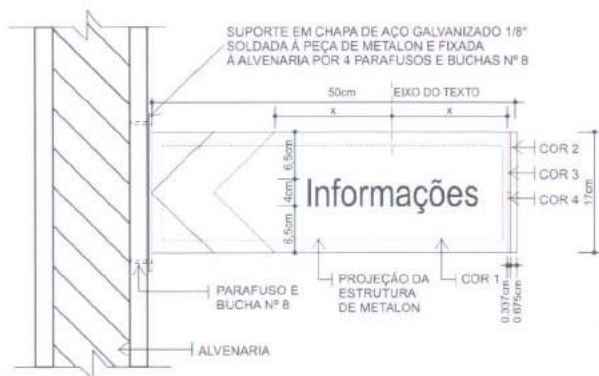 SUPORTE EM CHAPA DE AÇO GALVANIZADO 1/8"
SOLDADA À PEÇA DE METALON E FIXADA
À ALVENARIA POR 4 PARAFUSOS E BUCHAS Nº 8
50cm
EIXO DO TEXTO
x
x
COR 2
COR 3
COR 4
6,5cm
4cm
6,5cm
17cm
Informações
PARAFUSO E
BUCHA Nº 8
PROJEÇÃO DA
ESTRUTURA
DE METALON
COR 1
0.337cm
0.675cm
ALVENARIA